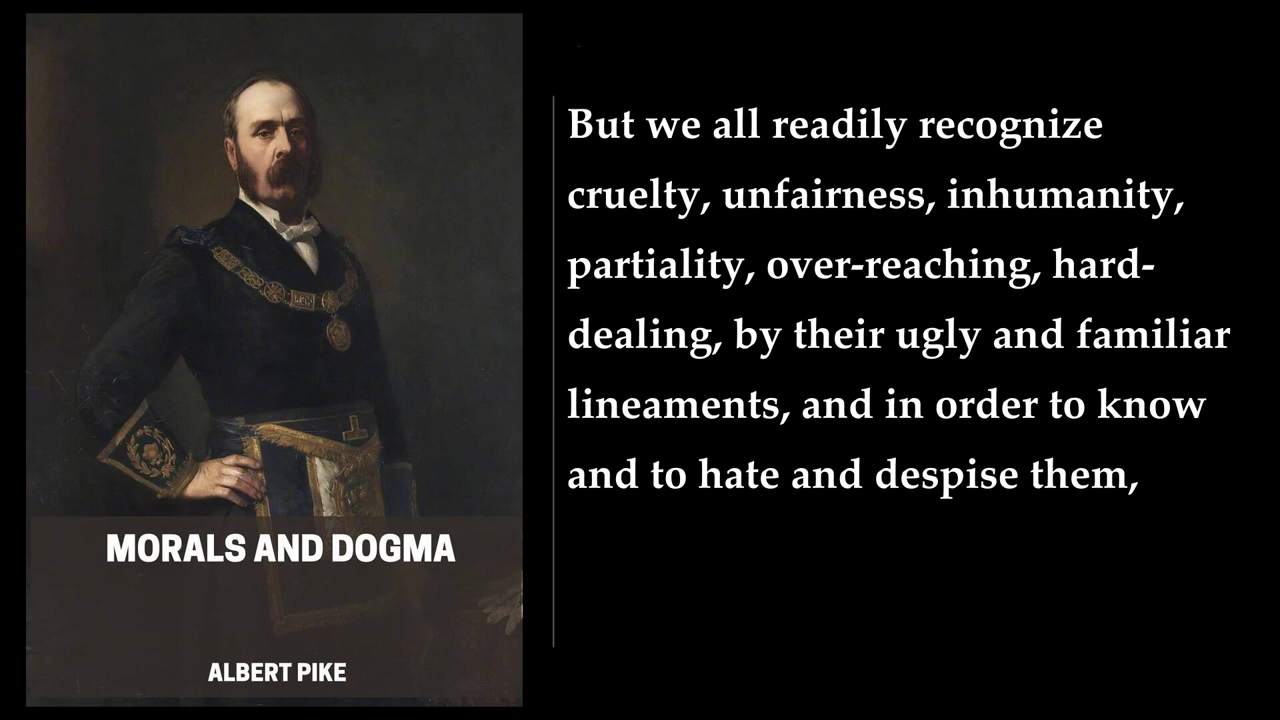 MORALS AND DOGMA
ALBERT PIKE
But we all readily recognize
cruelty, unfairness, inhumanity,
partiality, over-reaching, hard-
dealing, by their ugly and familiar
lineaments, and in order to know
and to hate and despise them,